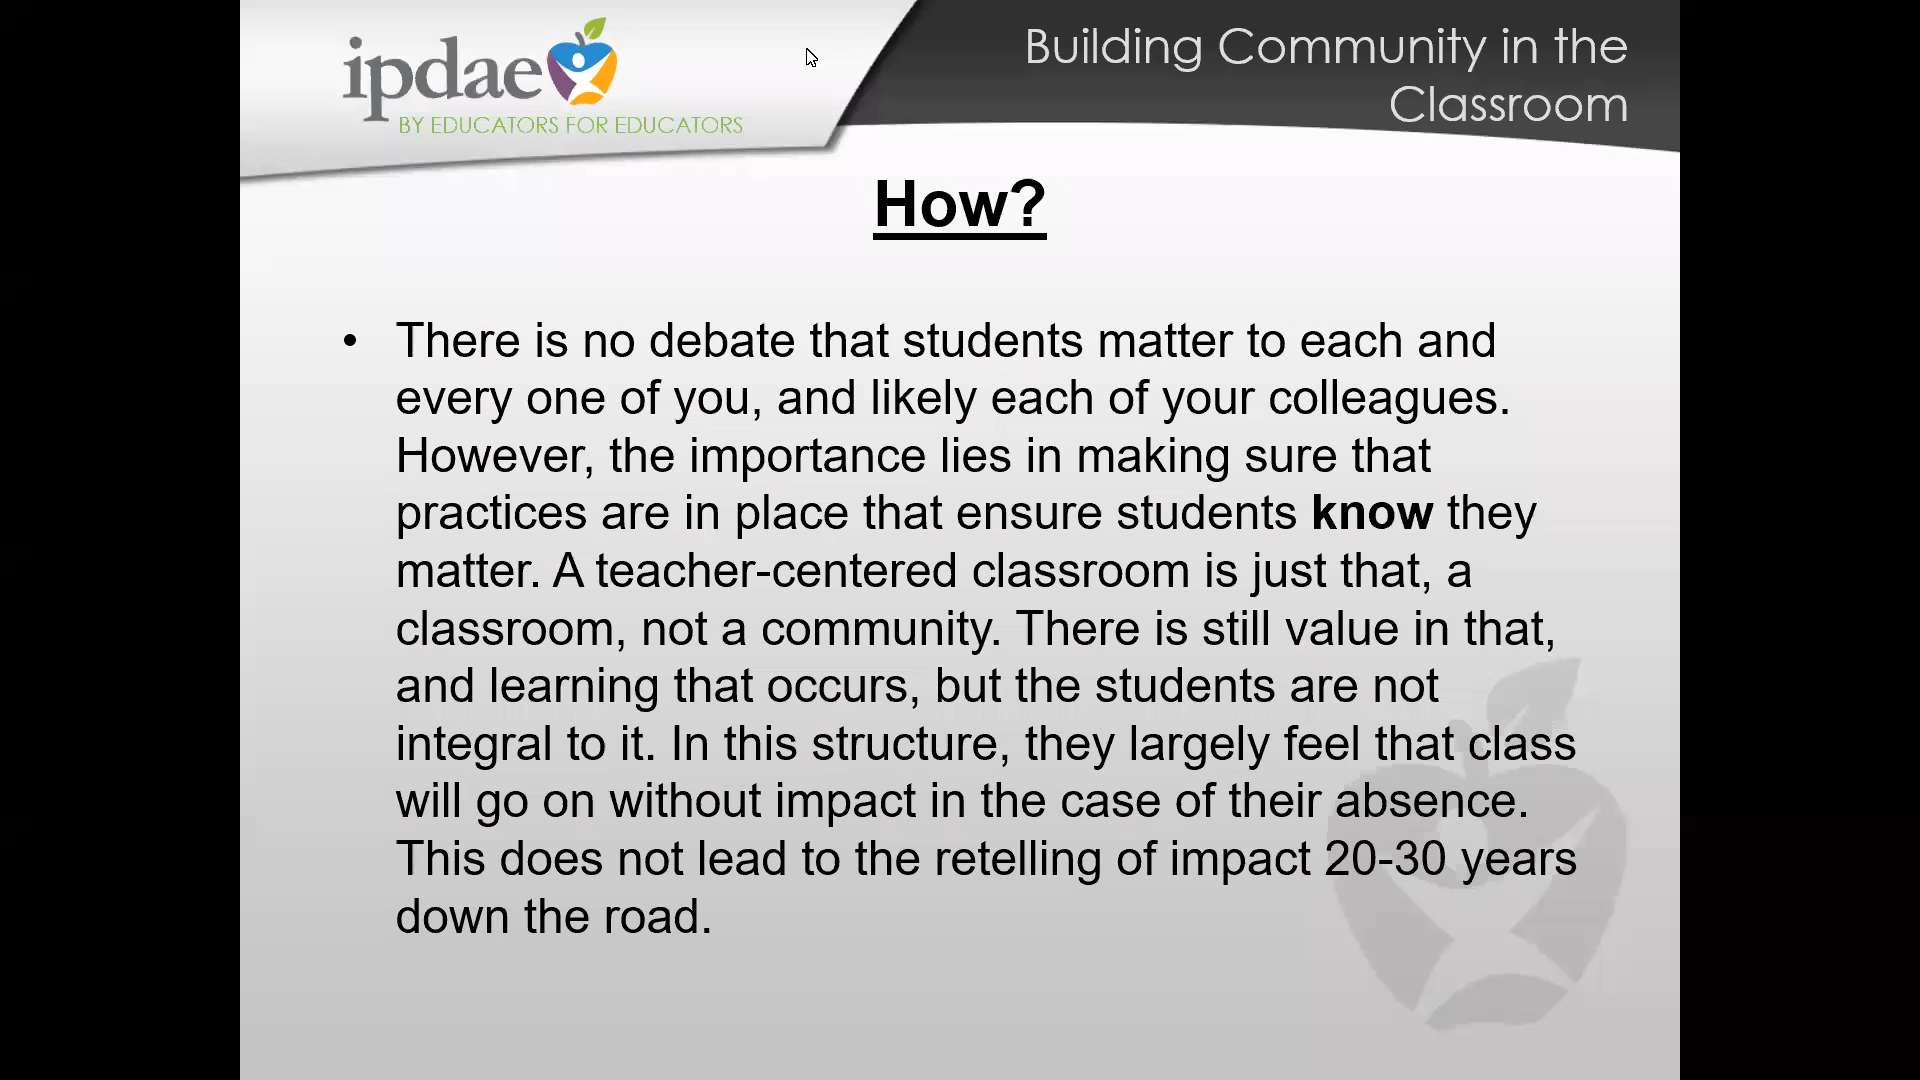 ipdae
BY EDUCATORS FOR EDUCATORS
Building Community in the
Classroom
How?
• There is no debate that students matter to each and
every one of you, and likely each of your colleagues.
However, the importance lies in making sure that
practices are in place that ensure students know they
matter. A teacher-centered classroom is just that, a
classroom, not a community. There is still value in that,
and learning that occurs, but the students are not
integral to it. In this structure, they largely feel that class
will go on without impact in the case of their absence.
This does not lead to the retelling of impact 20-30 years
down the road.